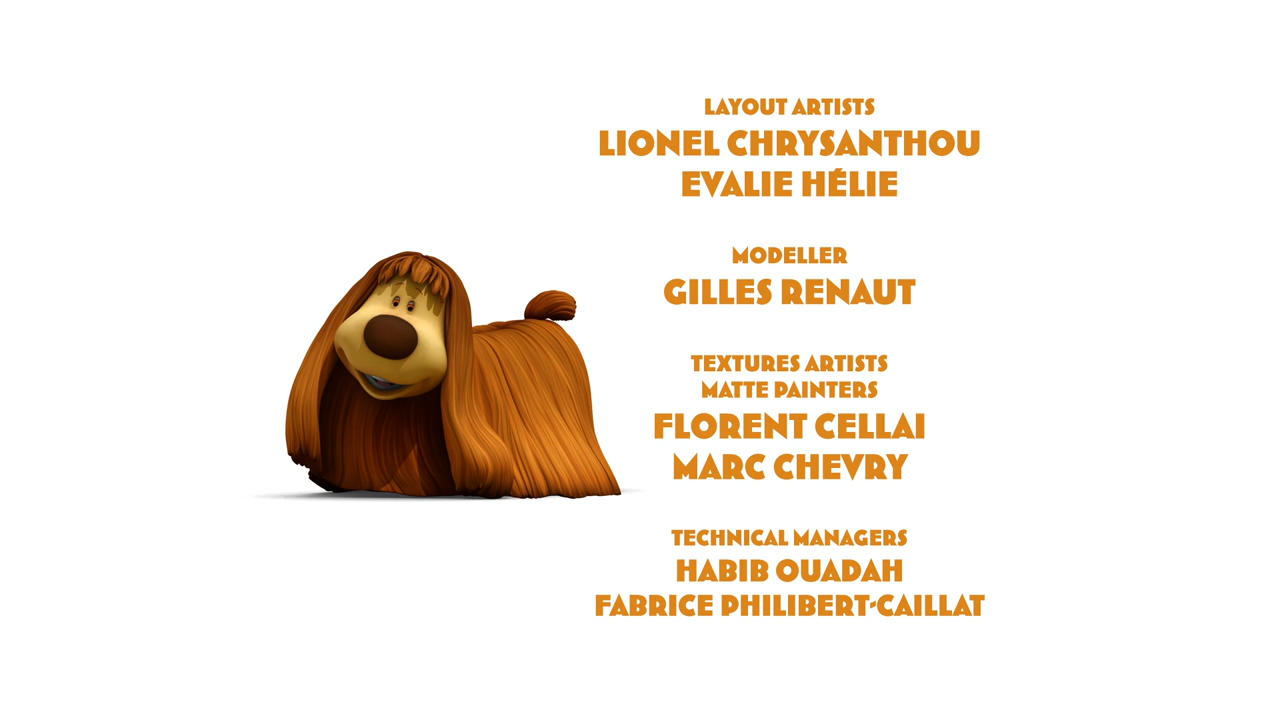 LAYOUT ARTISTS
LIONEL CHRYSANTHOU
EVALIE HÉLIE
MODELLER
GILLES RENAUT
TEXTURES ARTISTS
MATTE PAINTERS
FLORENT CELLAI
MARC CHEVRY
TECHNICAL MANAGERS
HABIB OUADAH
FABRICE PHILIBERT-CAILLAT